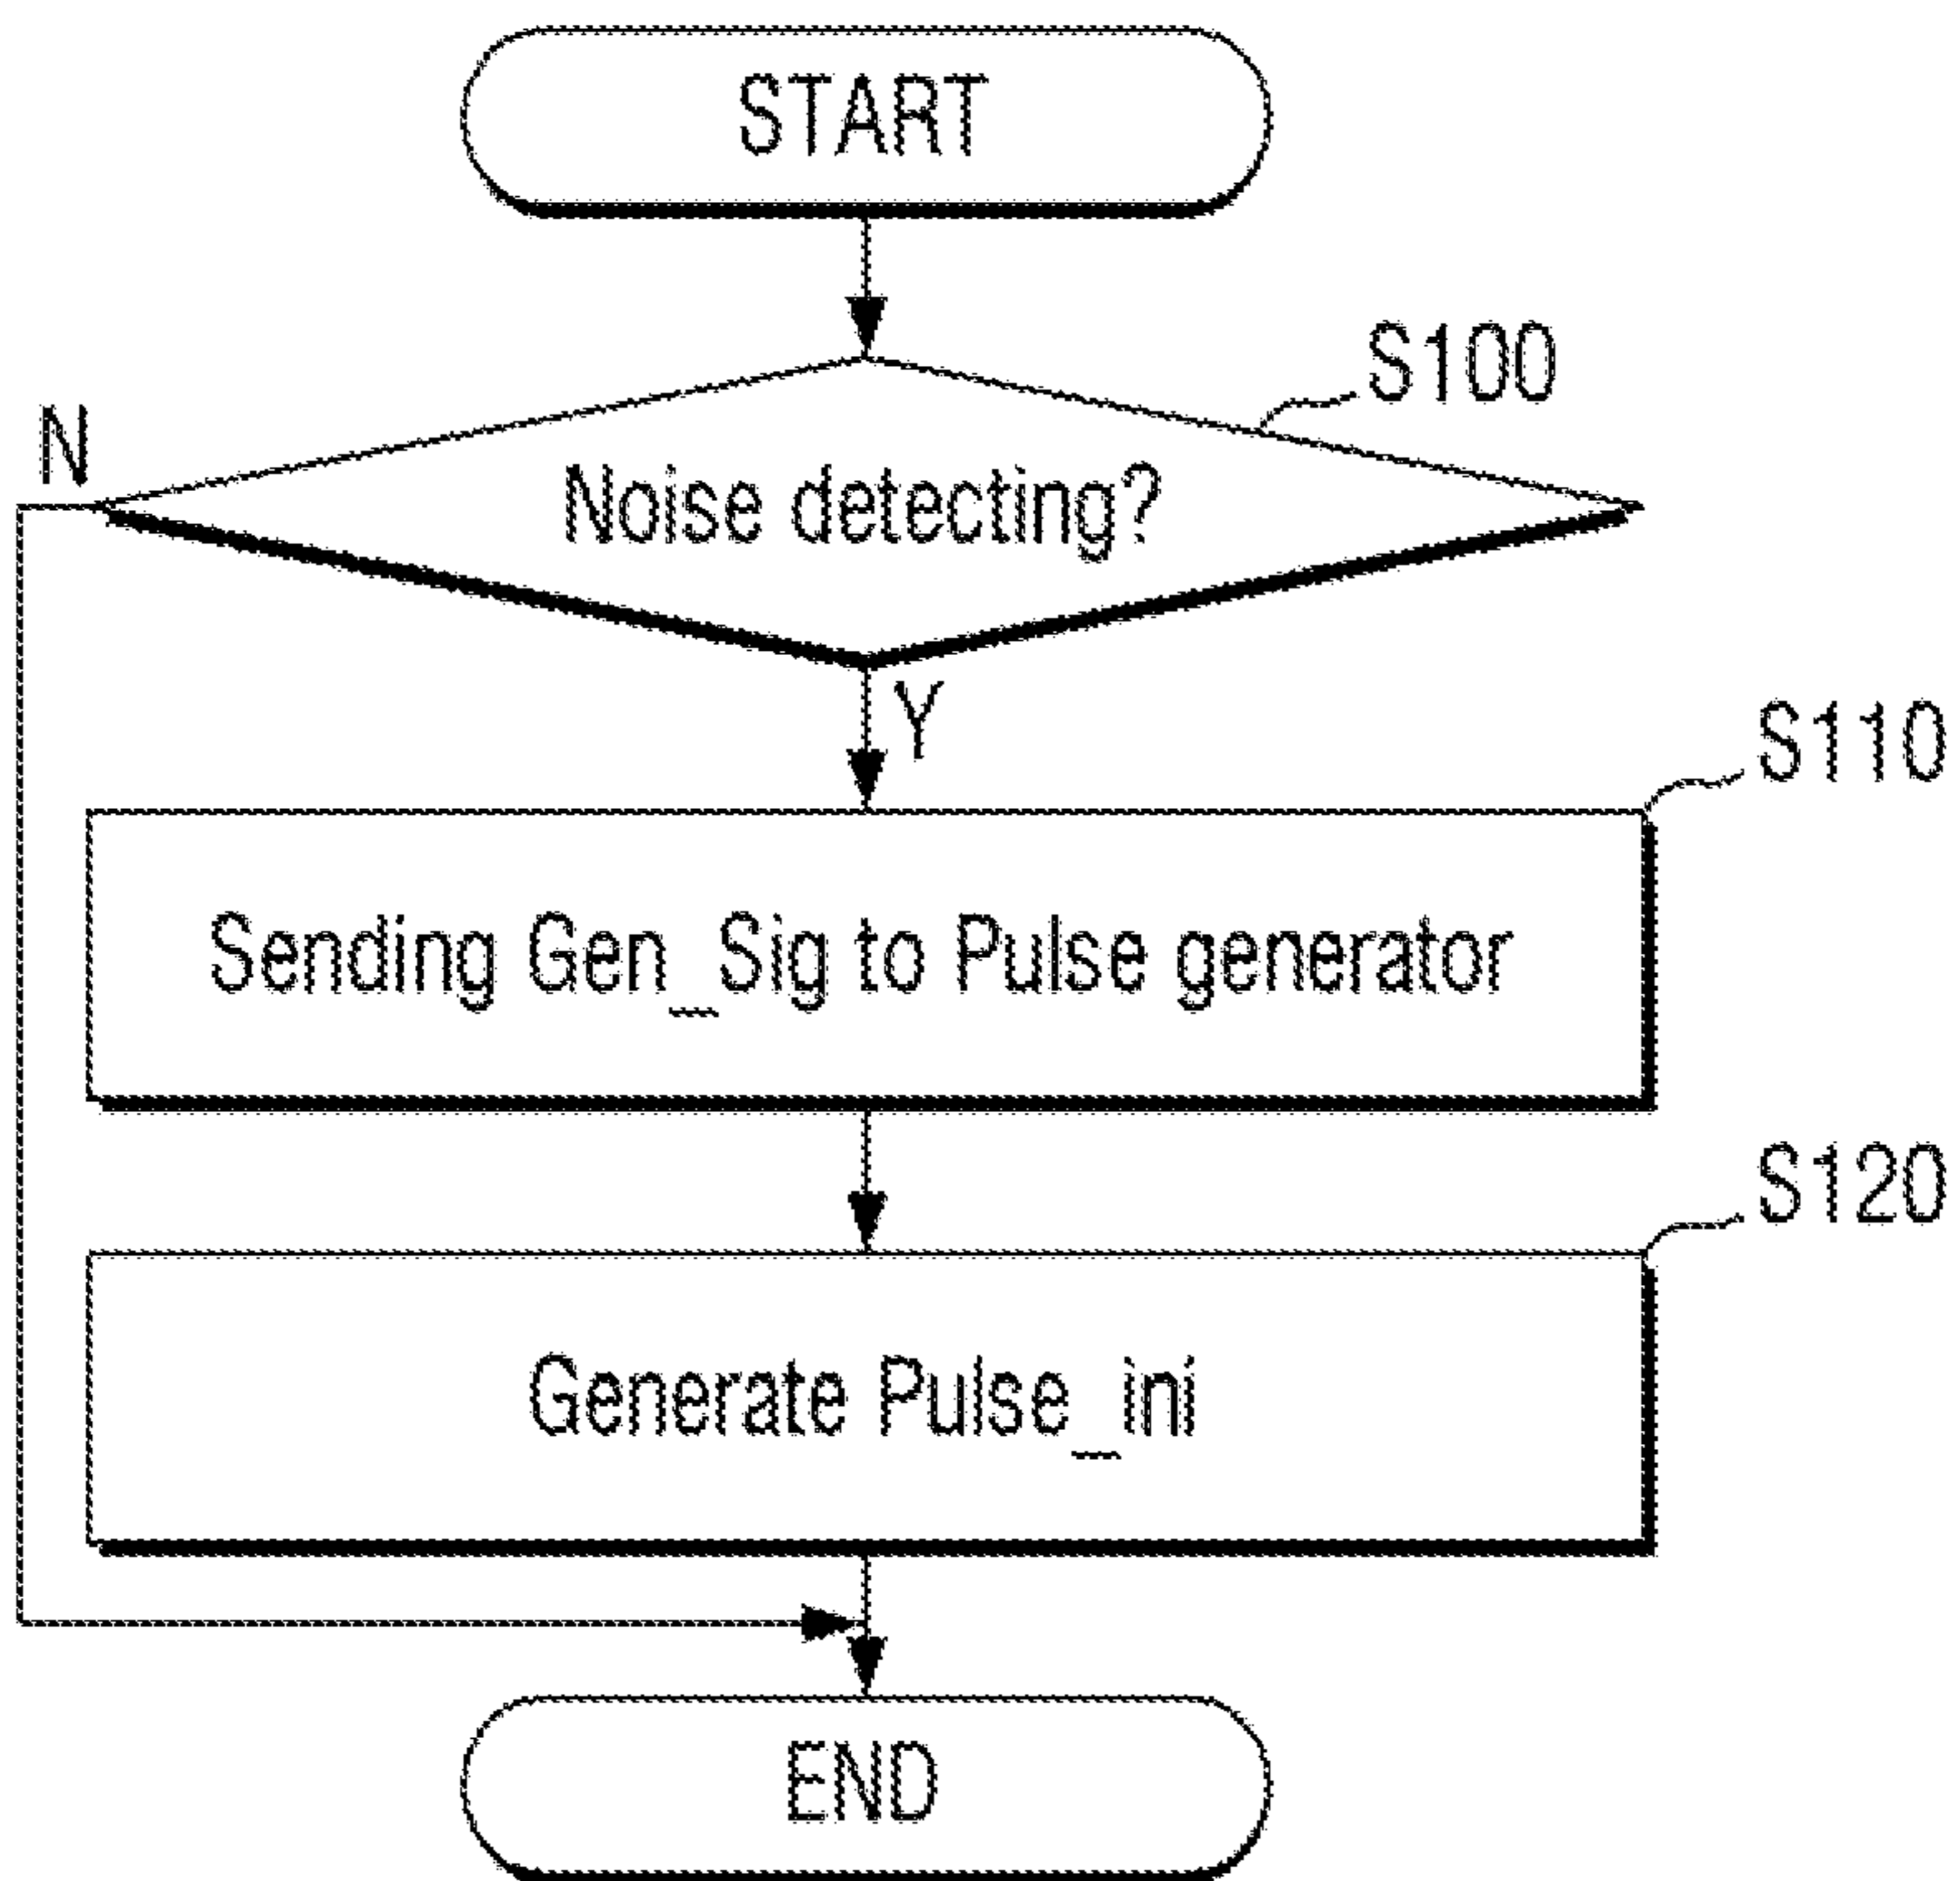 START
S100
N
Noise detecting?
Y
S110
Sending Gen_Sig to Pulse generator
S120
Generate Pulse_ini
END